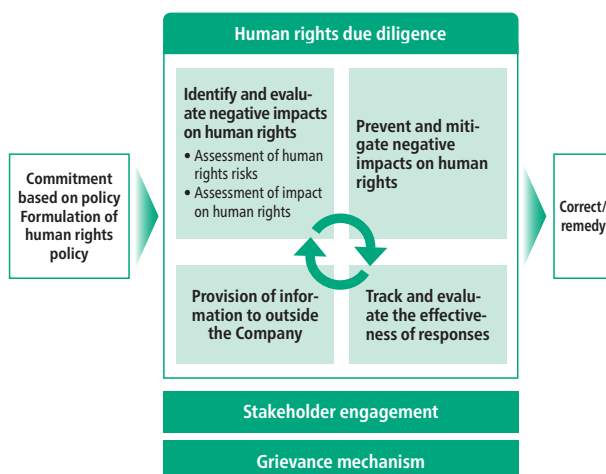 Human rights due diligence
Identify and evalu-
ate negative impacts
on human rights
• Assessment of human
rights risks
• Assessment of impact
on human rights
Prevent and miti-
gate negative
impacts on human
rights
Commitment
based on policy
Formulation of
human rights
policy
Correct/
remedy
Provision of infor-
mation to outside
the Company
Track and evalu-
ate the effective-
ness of responses
Stakeholder engagement
Grievance mechanism